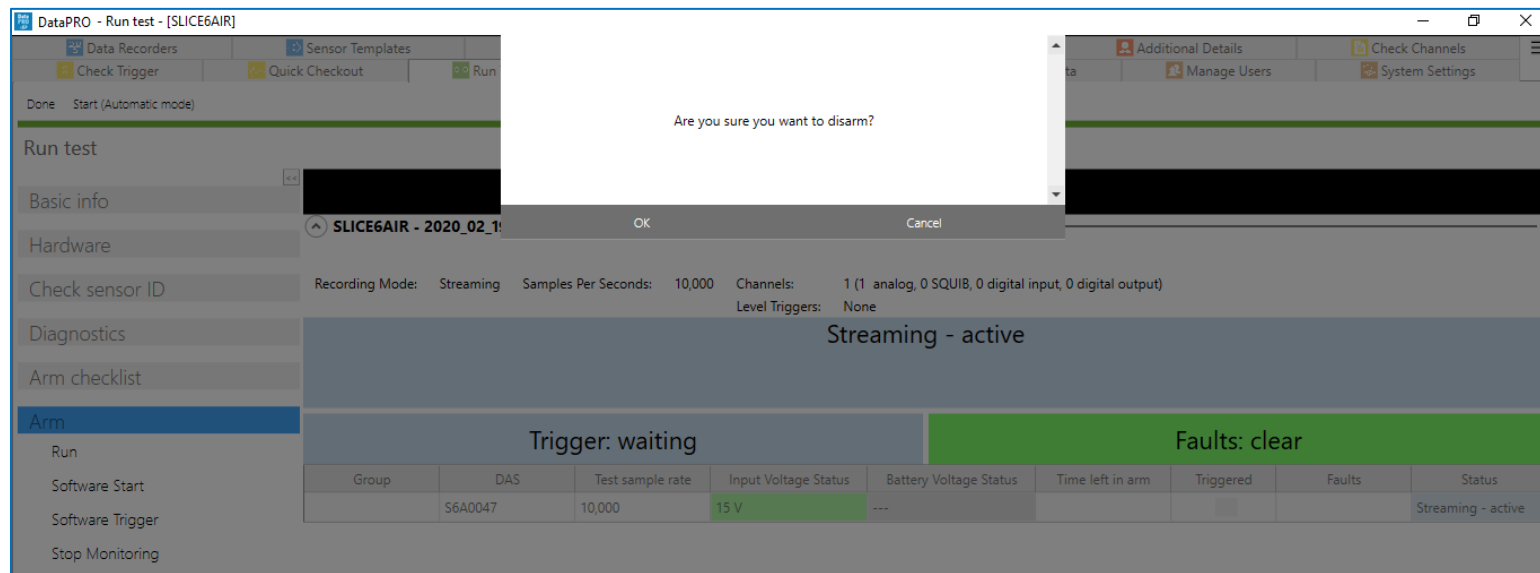 DataPRO - Run test - [SLICE6AIR]
Data Recorders Sensor Templates Additional Details Check Channels
Check Trigger Quick Checkout Run ta Manage Users System Settings
Done Start (Automatic mode)
Are you sure you want to disarm?
OK Cancel
Run test
<<
Basic info
Hardware
Check sensor ID
Diagnostics
Arm checklist
Arm
Run
Software Start
Software Trigger
Stop Monitoring
SLICE6AIR - 2020_02_19
Recording Mode: Streaming Samples Per Seconds: 10,000 Channels: 1 (1 analog, 0 SQUIB, 0 digital input, 0 digital output)
Level Triggers: None
Streaming - active
Trigger: waiting Faults: clear
Group DAS Test sample rate Input Voltage Status Battery Voltage Status Time left in arm Triggered Faults Status
S6A0047 10,000 15 V --- Streaming - active